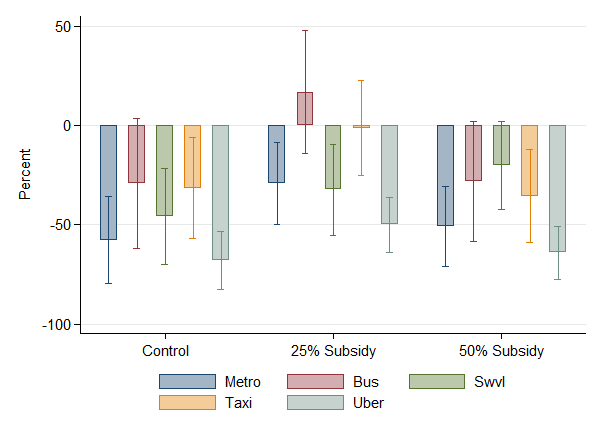 50
0
-50
-100
Percent
Control 25% Subsidy 50% Subsidy
Metro Bus Swvl
Taxi Uber